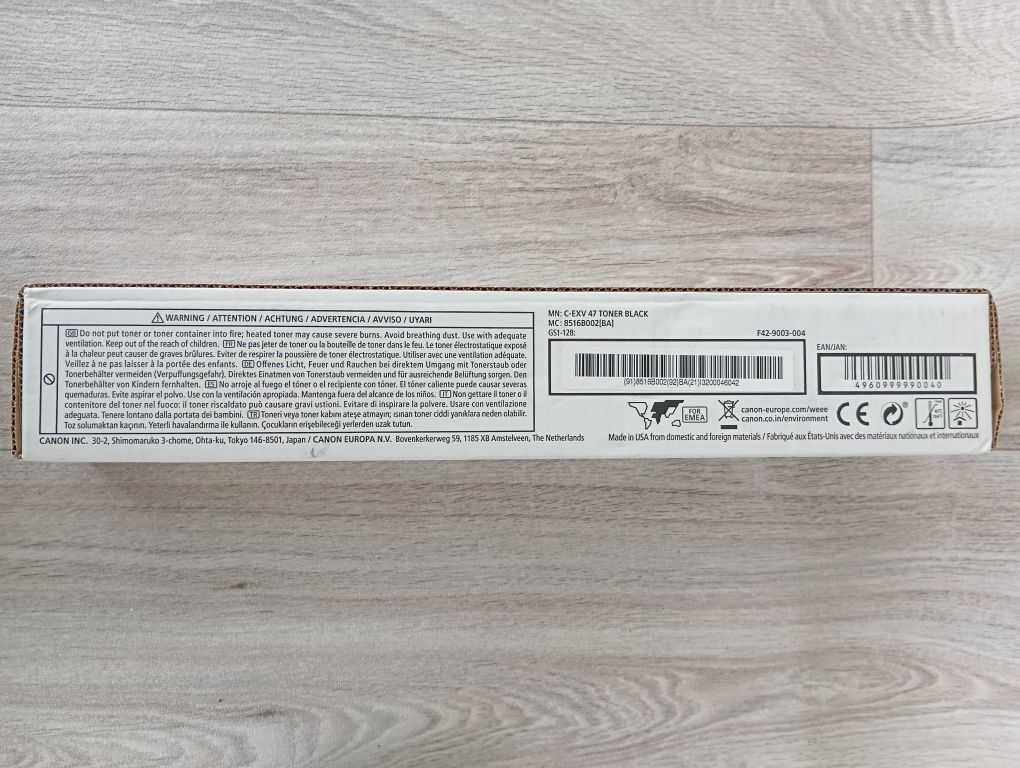 WARNING / ATTENTION / ACHTUNG / ADVERTENCIA / AVVISO / UYARI
GB Do not put toner or toner container into fire; heated toner may cause severe burns. Avoid breathing dust. Use with adequate
ventilation. Keep out of the reach of children. FR Ne pas jeter de toner ou la bouteille de toner dans le feu. Le toner électrostatique exposé
à la chaleur peut causer de graves brûlures. Eviter de respirer la poussière de toner électrostatique. Utiliser avec une ventilation adéquate.
Veillez à ne pas laisser à la portée des enfants. DE Offenes Licht, Feuer und Rauchen bei direktem Umgang mit Tonerstaub oder
Tonerbehälter vermeiden (Verpuffungsgefahr). Direktes Einatmen von Tonerstaub vermeiden und für ausreichende Belüftung sorgen. Den
Tonerbehälter von Kindern fernhalten. ES No arroje al fuego el tóner o el recipiente con tóner. El tóner caliente puede causar severas
quemaduras. Evite aspirar el polvo. Use con la ventilación apropiada. Mantenga fuera del alcance de los niños. IT Non gettare il toner o il
contenitore del toner nel fuoco: il toner riscaldato può causare gravi ustioni. Evitare di inspirare la polvere. Usare con ventilazione
adeguata. Tenere lontano dalla portata dei bambini. TR Toneri veya toner kabını ateşe atmayın; ısınan toner ciddi yanıklara neden olabilir.
Toz solumaktan kaçının. Yeterli havalandırma ile kullanın. Çocukların erişebileceği yerlerden uzak tutun.
CANON INC. 30-2, Shimomaruko 3-chome, Ohta-ku, Tokyo 146-8501, Japan / CANON EUROPA N.V. Bovenkerkerweg 59, 1185 XB Amstelveen, The Netherlands
MN: C-EXV 47 TONER BLACK
MC: 8516B002[BA]
GS1-128:
F42-9003-004
(91)8516B002(92)BA(21)I3200046042
EAN/JAN:
4960999990040
FOR
EMEA
canon-europe.com/weee
canon.co.in/environment
CE
Made in USA from domestic and foreign materials / Fabriqué aux États-Unis avec des matériaux nationaux et internationaux